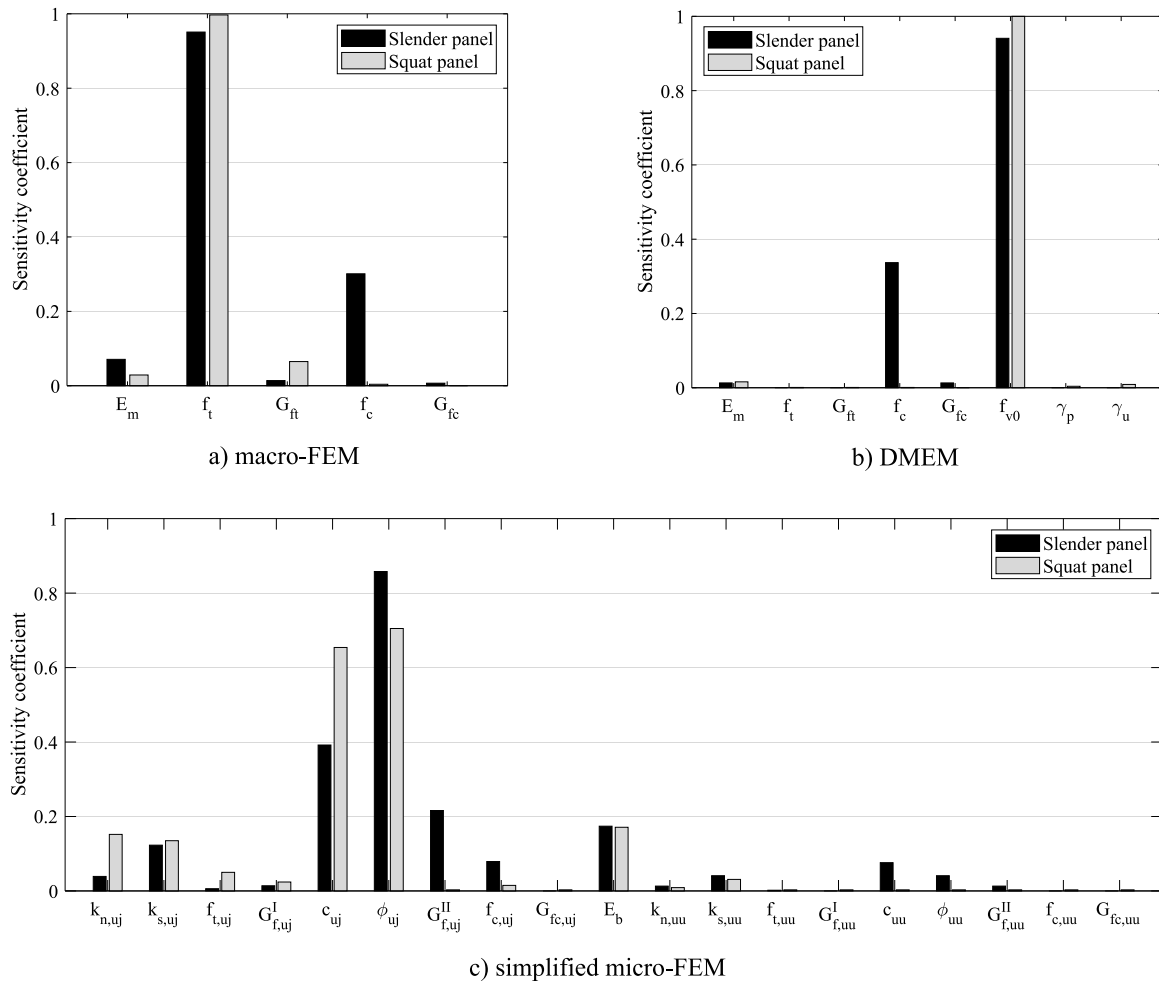 1
0.8
0.6
0.4
0.2
0
Sensitivity coefficient
Slender panel
Squat panel
E_m f_t G_ft f_c G_fc
a) macro-FEM
1
0.8
0.6
0.4
0.2
0
Sensitivity coefficient
Slender panel
Squat panel
E_m f_t G_ft f_c G_fc f_v0 γ_p γ_u
b) DMEM
1
0.8
0.6
0.4
0.2
0
Sensitivity coefficient
Slender panel
Squat panel
k_n,uj k_s,uj f_t,uj G^I_f,uj c_uj ϕ_uj G^II_f,uj f_c,uj G_fc,uj E_b k_n,uu k_s,uu f_t,uu G^I_f,uu c_uu ϕ_uu G^II_f,uu f_c,uu G_fc,uu
c) simplified micro-FEM